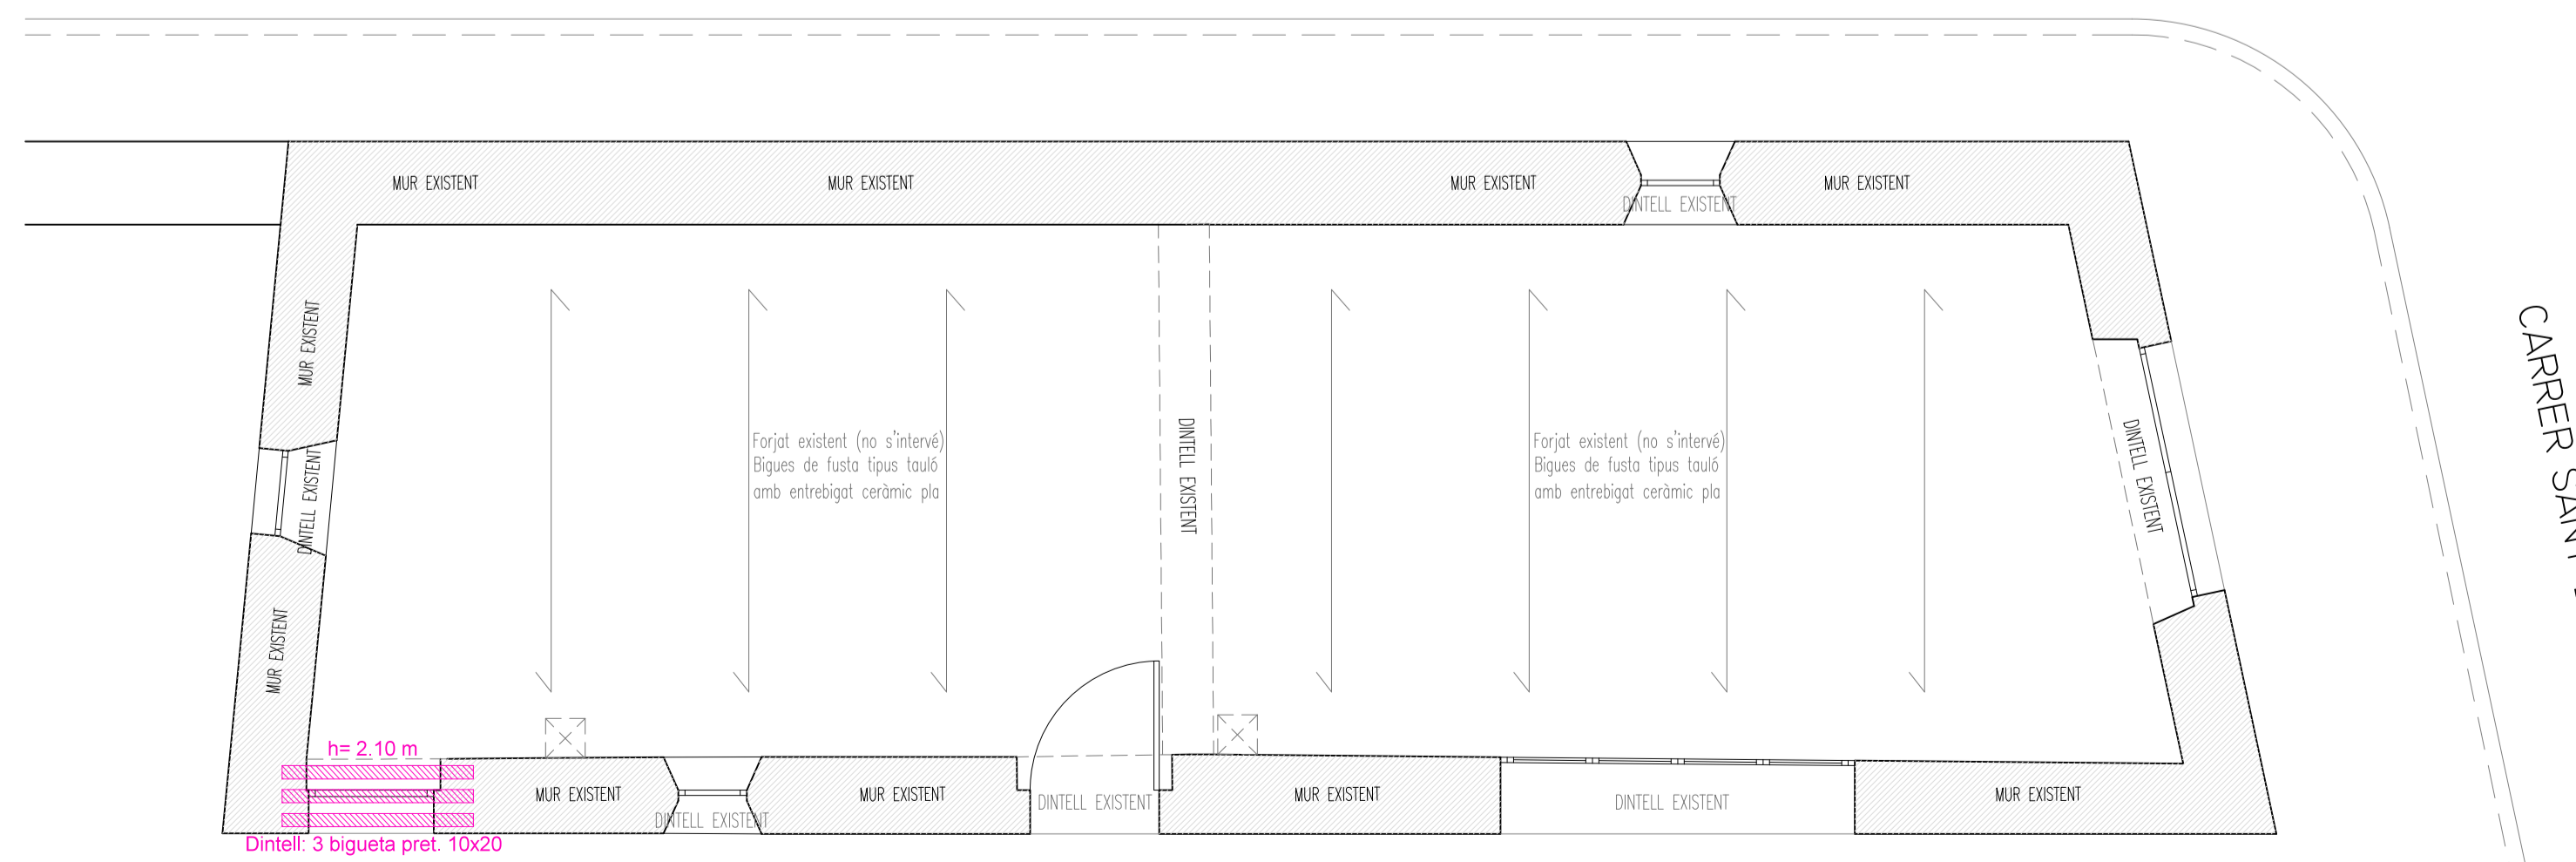 MUR EXISTENT
MUR EXISTENT
MUR EXISTENT
MUR EXISTENT
DINTELL EXISTENT
MUR EXISTENT
DINTELL EXISTENT
MUR EXISTENT
Forjat existent (no s'intervé)
Bigues de fusta tipus tauló
amb entrebigat ceràmic pla
DINTELL EXISTENT
Forjat existent (no s'intervé)
Bigues de fusta tipus tauló
amb entrebigat ceràmic pla
DINTELL EXISTENT
CARRER SANT
h= 2.10 m
MUR EXISTENT
DINTELL EXISTENT
MUR EXISTENT
DINTELL EXISTENT
MUR EXISTENT
DINTELL EXISTENT
MUR EXISTENT
Dintell: 3 bigueta pret. 10x20